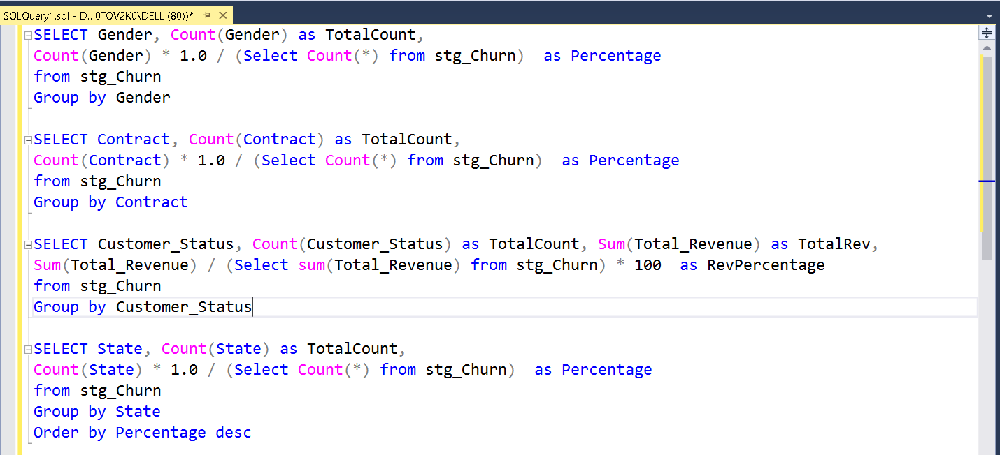 SQLQuery1.sql - D...0TOV2K0\DELL (80))*
SELECT Gender, Count(Gender) as TotalCount,
Count(Gender) * 1.0 / (Select Count(*) from stg_Churn)  as Percentage
from stg_Churn
Group by Gender
SELECT Contract, Count(Contract) as TotalCount,
Count(Contract) * 1.0 / (Select Count(*) from stg_Churn)  as Percentage
from stg_Churn
Group by Contract
SELECT Customer_Status, Count(Customer_Status) as TotalCount, Sum(Total_Revenue) as TotalRev,
Sum(Total_Revenue) / (Select sum(Total_Revenue) from stg_Churn) * 100  as RevPercentage
from stg_Churn
Group by Customer_Status
SELECT State, Count(State) as TotalCount,
Count(State) * 1.0 / (Select Count(*) from stg_Churn)  as Percentage
from stg_Churn
Group by State
Order by Percentage desc